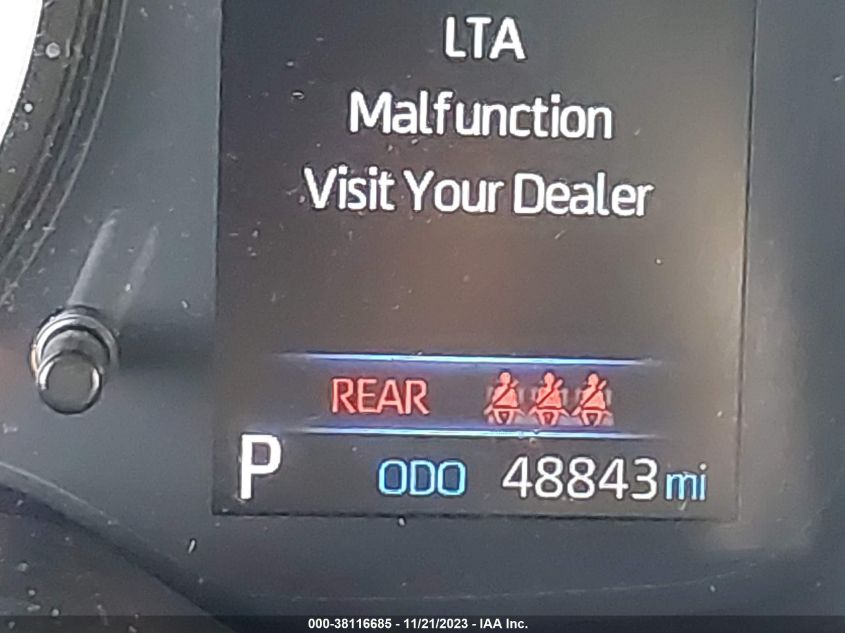 LTA
Malfunction
Visit Your Dealer
REAR
P ODO 48843 mi
000-38116685 - 11/21/2023 - IAA Inc.